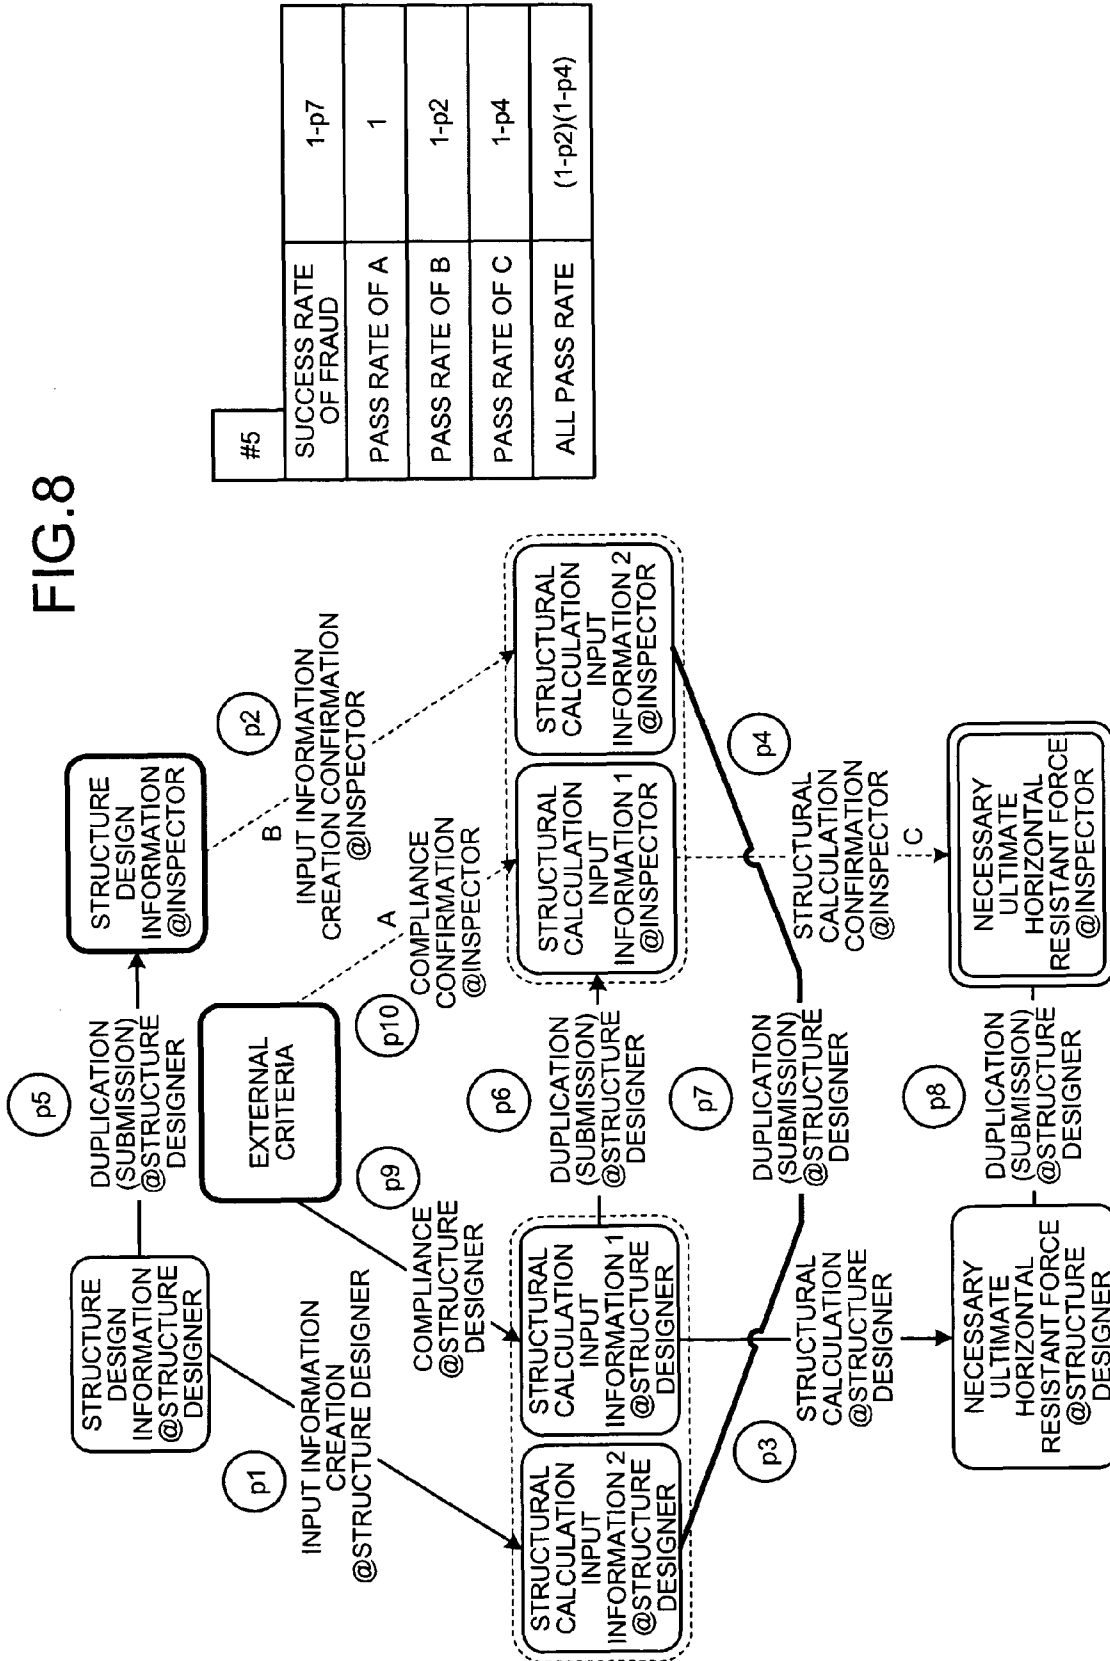 FIG.8
p5
STRUCTURE
DESIGN
INFORMATION
@STRUCTURE
DESIGNER
DUPLICATION
(SUBMISSION)
@STRUCTURE
DESIGNER
STRUCTURE
DESIGN
INFORMATION
@INSPECTOR
EXTERNAL
CRITERIA
p1
INPUT INFORMATION
CREATION
@STRUCTURE DESIGNER
p9
COMPLIANCE
@STRUCTURE
DESIGNER
p10
A
COMPLIANCE
CONFIRMATION
@INSPECTOR
p2
B
INPUT INFORMATION
CREATION CONFIRMATION
@INSPECTOR
STRUCTURAL
CALCULATION
INPUT
INFORMATION 2
@STRUCTURE
DESIGNER
STRUCTURAL
CALCULATION
INPUT
INFORMATION 1
@STRUCTURE
DESIGNER
p6
DUPLICATION
(SUBMISSION)
@STRUCTURE
DESIGNER
STRUCTURAL
CALCULATION
INPUT
INFORMATION 1
@INSPECTOR
STRUCTURAL
CALCULATION
INPUT
INFORMATION 2
@INSPECTOR
p3
STRUCTURAL
CALCULATION
@STRUCTURE
DESIGNER
p7
DUPLICATION
(SUBMISSION)
@STRUCTURE
DESIGNER
p4
STRUCTURAL
CALCULATION
CONFIRMATION
@INSPECTOR
C
NECESSARY
ULTIMATE
HORIZONTAL
RESISTANT FORCE
@STRUCTURE
DESIGNER
p8
DUPLICATION
(SUBMISSION)
@STRUCTURE
DESIGNER
NECESSARY
ULTIMATE
HORIZONTAL
RESISTANT FORCE
@INSPECTOR
#5
SUCCESS RATE
OF FRAUD
1-p7
PASS RATE OF A
1
PASS RATE OF B
1-p2
PASS RATE OF C
1-p4
ALL PASS RATE
(1-p2)(1-p4)